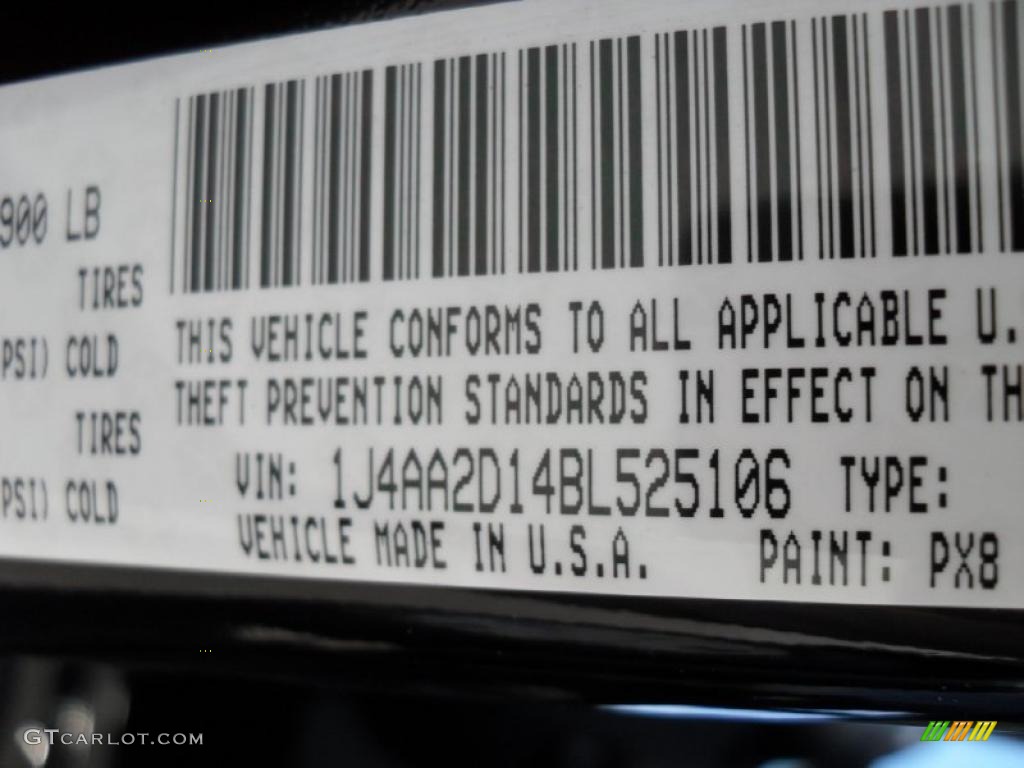 900 LB
TIRES
PSI) COLD
TIRES
PSI) COLD
THIS VEHICLE CONFORMS TO ALL APPLICABLE U.
THEFT PREVENTION STANDARDS IN EFFECT ON TH
VIN: 1J4AA2D14BL525106 TYPE:
VEHICLE MADE IN U.S.A. PAINT: PX8
GTCARLOT.COM